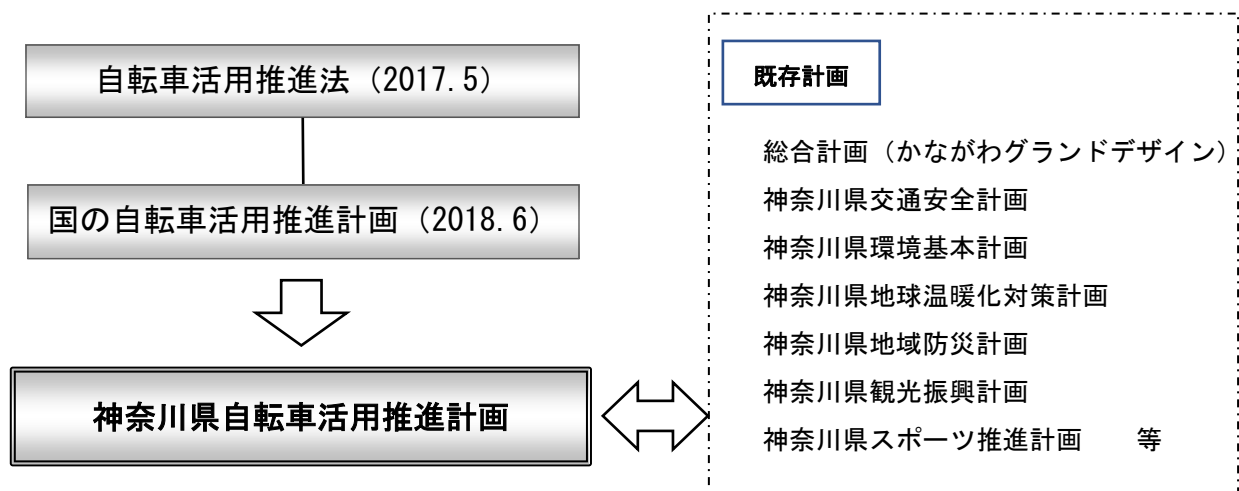 自転車活用推進法（2017.5）
国の自転車活用推進計画（2018.6）
神奈川県自転車活用推進計画
既存計画
総合計画（かながわグランドデザイン）
神奈川県交通安全計画
神奈川県環境基本計画
神奈川県地球温暖化対策計画
神奈川県地域防災計画
神奈川県観光振興計画
神奈川県スポーツ推進計画　　等